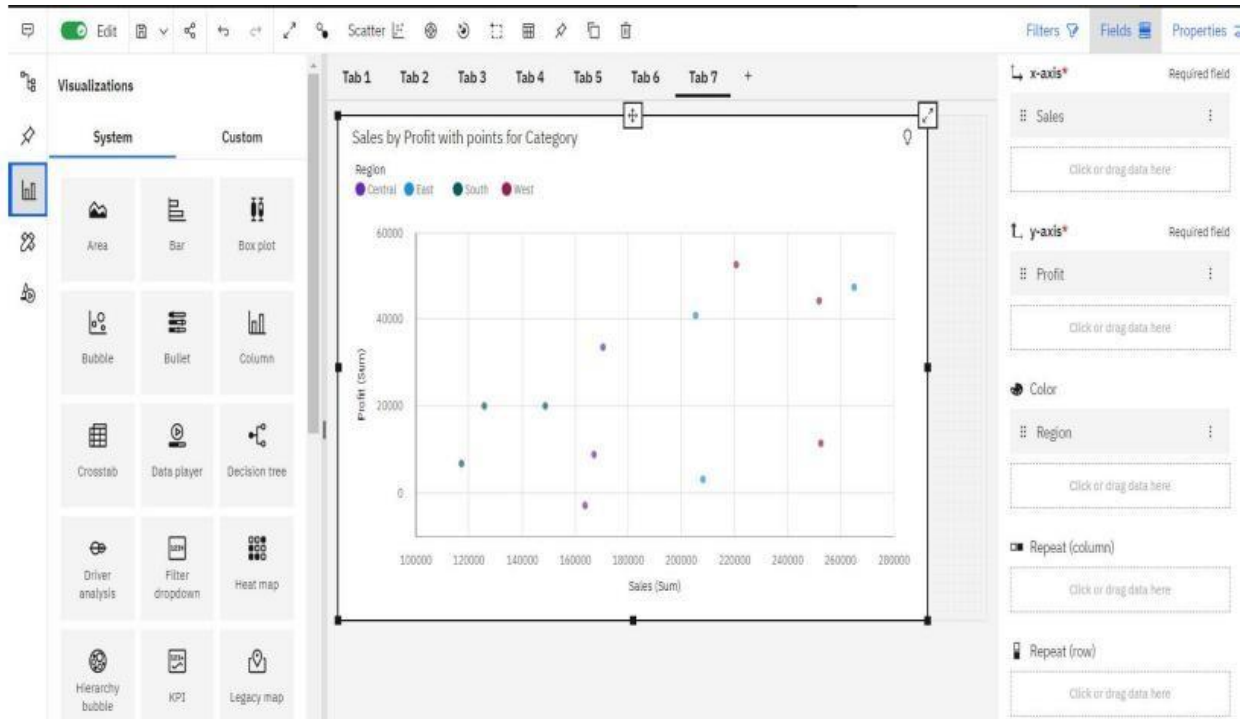 Edit
Scatter
Filters
Fields
Properties
Visualizations
System
Custom
Area
Bar
Box plot
Bubble
Bullet
Column
Crosstab
Data player
Decision tree
Driver
analysis
Filter
dropdown
Heat map
Hierarchy
bubble
KPI
Legacy map
Tab 1 Tab 2 Tab 3 Tab 4 Tab 5 Tab 6 Tab 7 +
Sales by Profit with points for Category
Region
Central East South West
60000
40000
20000
0
Profit (Sum)
100000 120000 140000 160000 180000 200000 220000 240000 260000 280000
Sales (Sum)
x-axis* Required field
Sales
Click or drag data here
y-axis* Required field
Profit
Click or drag data here
Color
Region
Click or drag data here
Repeat (column)
Click or drag data here
Repeat (row)
Click or drag data here